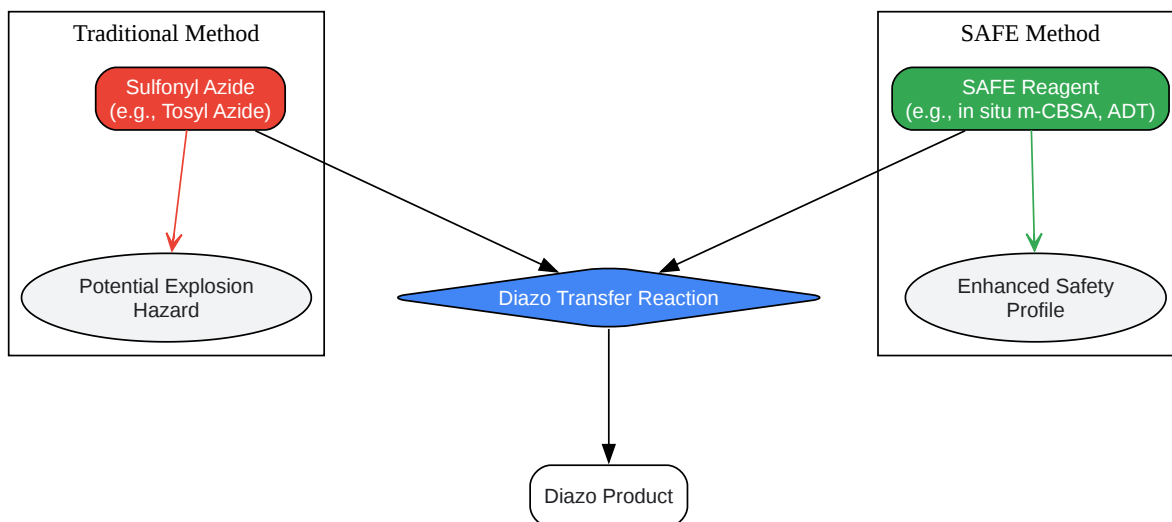 Traditional Method
SAFE Method
Sulfonyl Azide
(e.g., Tosyl Azide)
SAFE Reagent
(e.g., in situ m-CBSA, ADT)
Potential Explosion
Hazard
Diazo Transfer Reaction
Enhanced Safety
Profile
Diazo Product